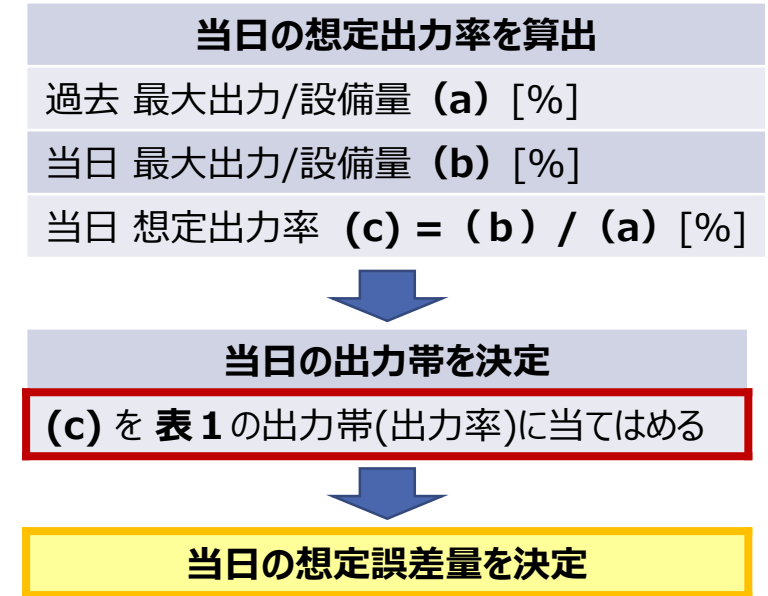 当日の想定出力率を算出
過去 最大出力/設備量（a）[%]
当日 最大出力/設備量（b）[%]
当日 想定出力率 (c) =（ｂ）/（a）[%]
当日の出力帯を決定
(c) を 表１の出力帯(出力率)に当てはめる
当日の想定誤差量を決定